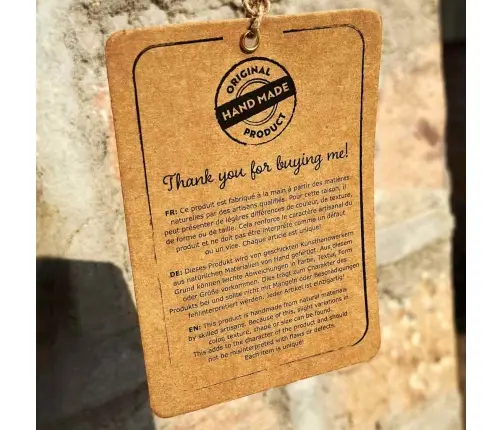 ORIGINAL
HAND MADE
PRODUCT
Thank you for buying me!
FR: Ce produit est fabriqué à la main à partir des matières
naturelles par des artisans qualifiés. Pour cette raison, il
peut présenter de légères différences de couleur, de texture,
de forme ou de taille. Cela renforce le caractère artisanal du
produit et ne doit pas être interprété comme un défaut
ou un vice. Chaque article est unique!
DE: Dieses Produkt wird von geschickten Kunsthandwerkern
aus natürlichen Materialien von Hand gefertigt. Aus diesem
Grund können leichte Abweichungen in Farbe, Textur, Form
oder Größe vorkommen. Dies trägt zum Charakter des
Produkts bei und sollte nicht mit Mängeln oder Beschädigungen
fehlinterpretiert werden. Jeder Artikel ist einzigartig!
EN: This product is handmade from natural materials
by skilled artisans. Because of this, slight variations in
color, texture, shape or size can be found.
This adds to the character of the product and should
not be misinterpreted with flaws or defects.
Each item is unique!